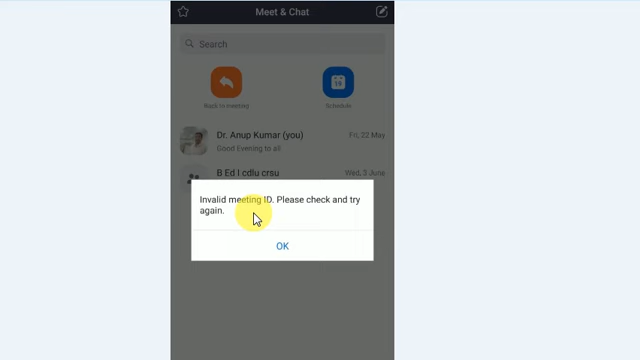 Meet & Chat
Search
19
Back to meeting
Schedule
Dr. Anup Kumar (you)
Fri, 22 May
Good Evening to all
B Ed I cdlu crsu
Wed, 3 June
Invalid meeting ID. Please check and try
again.
OK